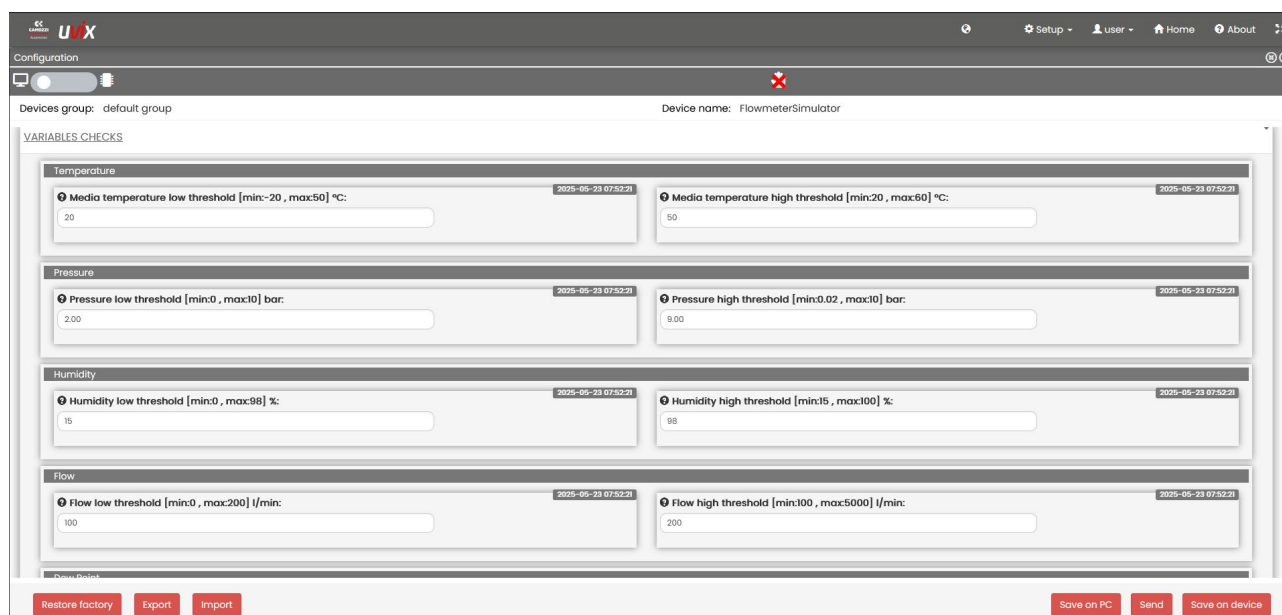 CAMOZZI
Automation
UVIX
Setup
user
Home
About
Configuration
Devices group: default group
Device name: FlowmeterSimulator
VARIABLES CHECKS
Temperature
2025-05-23 07:52:21
Media temperature low threshold [min:-20 , max:50] ºC:
20
2025-05-23 07:52:21
Media temperature high threshold [min:20 , max:60] ºC:
50
Pressure
2025-05-23 07:52:21
Pressure low threshold [min:0 , max:10] bar:
2.00
2025-05-23 07:52:21
Pressure high threshold [min:0.02 , max:10] bar:
9.00
Humidity
2025-05-23 07:52:21
Humidity low threshold [min:0 , max:98] %:
15
2025-05-23 07:52:21
Humidity high threshold [min:15 , max:100] %:
98
Flow
2025-05-23 07:52:21
Flow low threshold [min:0 , max:200] l/min:
100
2025-05-23 07:52:21
Flow high threshold [min:100 , max:5000] l/min:
200
Dew Point
Restore factory
Export
Import
Save on PC
Send
Save on device